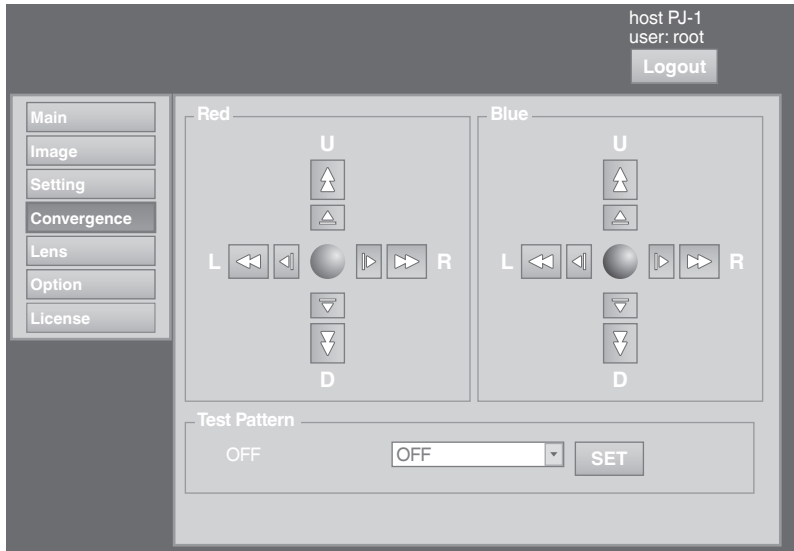 host PJ-1
user: root
Logout
Main
Image
Setting
Convergence
Lens
Option
License
Red
U
L
R
D
Blue
U
L
R
D
Test Pattern
OFF
OFF
SET